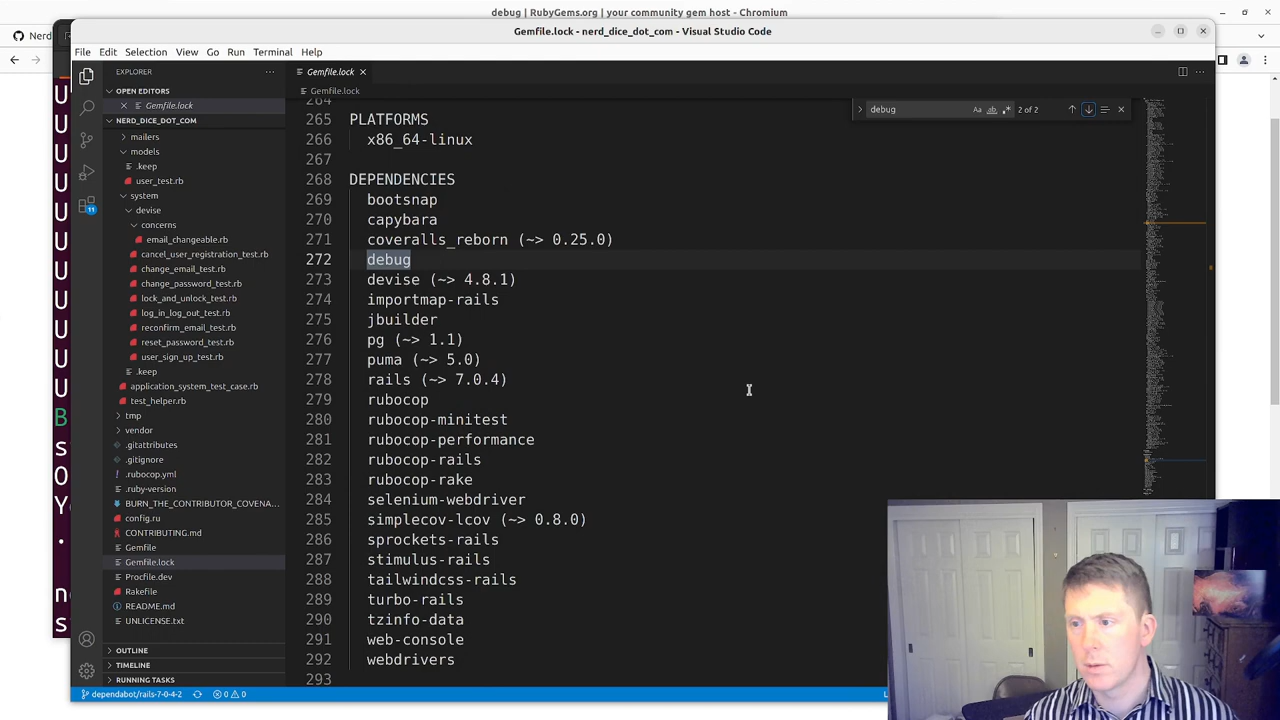 debug | RubyGems.org | your community gem host - Chromium
Nerd
Gemfile.lock - nerd_dice_dot_com - Visual Studio Code
File Edit Selection View Go Run Terminal Help
EXPLORER
OPEN EDITORS
Gemfile.lock
NERD_DICE_DOT_COM
mailers
models
.keep
user_test.rb
system
devise
concerns
email_changeable.rb
cancel_user_registration_test.rb
change_email_test.rb
change_password_test.rb
lock_and_unlock_test.rb
log_in_log_out_test.rb
reconfirm_email_test.rb
reset_password_test.rb
user_sign_up_test.rb
.keep
application_system_test_case.rb
test_helper.rb
tmp
vendor
.gitattributes
.gitignore
.rubocop.yml
.ruby-version
BURN_THE_CONTRIBUTOR_COVENA...
config.ru
CONTRIBUTING.md
Gemfile
Gemfile.lock
Procfile.dev
Rakefile
README.md
UNLICENSE.txt
OUTLINE
TIMELINE
RUNNING TASKS
11
Gemfile.lock
Gemfile.lock
debug Aa ab .* 2 of 2
264
265 PLATFORMS
266 x86_64-linux
267
268 DEPENDENCIES
269 bootsnap
270 capybara
271 coveralls_reborn (~> 0.25.0)
272 debug
273 devise (~> 4.8.1)
274 importmap-rails
275 jbuilder
276 pg (~> 1.1)
277 puma (~> 5.0)
278 rails (~> 7.0.4)
279 rubocop
280 rubocop-minitest
281 rubocop-performance
282 rubocop-rails
283 rubocop-rake
284 selenium-webdriver
285 simplecov-lcov (~> 0.8.0)
286 sprockets-rails
287 stimulus-rails
288 tailwindcss-rails
289 turbo-rails
290 tzinfo-data
291 web-console
292 webdrivers
293
dependabot/rails-7-0-4-2 0 0